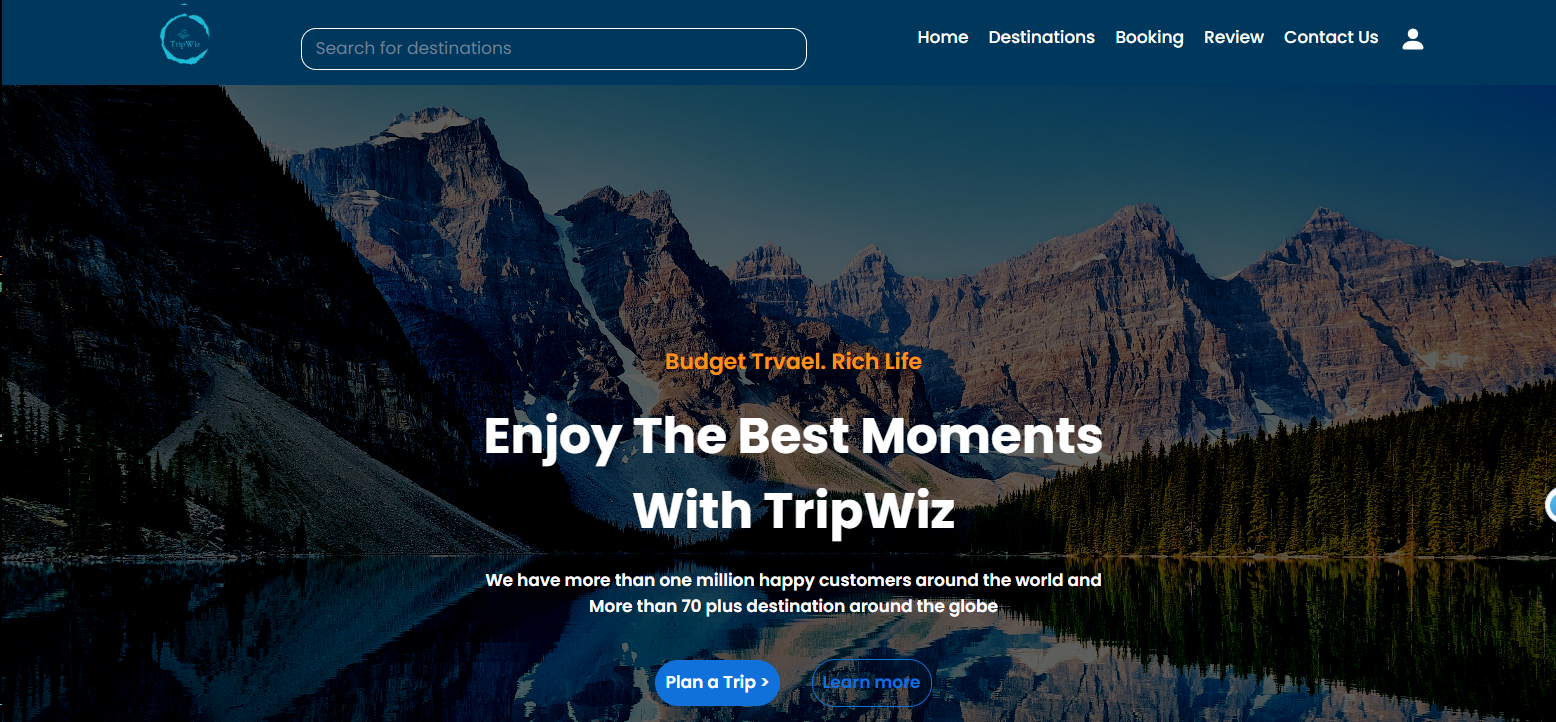 TripWiz
Search for destinations
Home Destinations Booking Review Contact Us
Budget Trvael. Rich Life
Enjoy The Best Moments
With TripWiz
We have more than one million happy customers around the world and
More than 70 plus destination around the globe
Plan a Trip >
Learn more